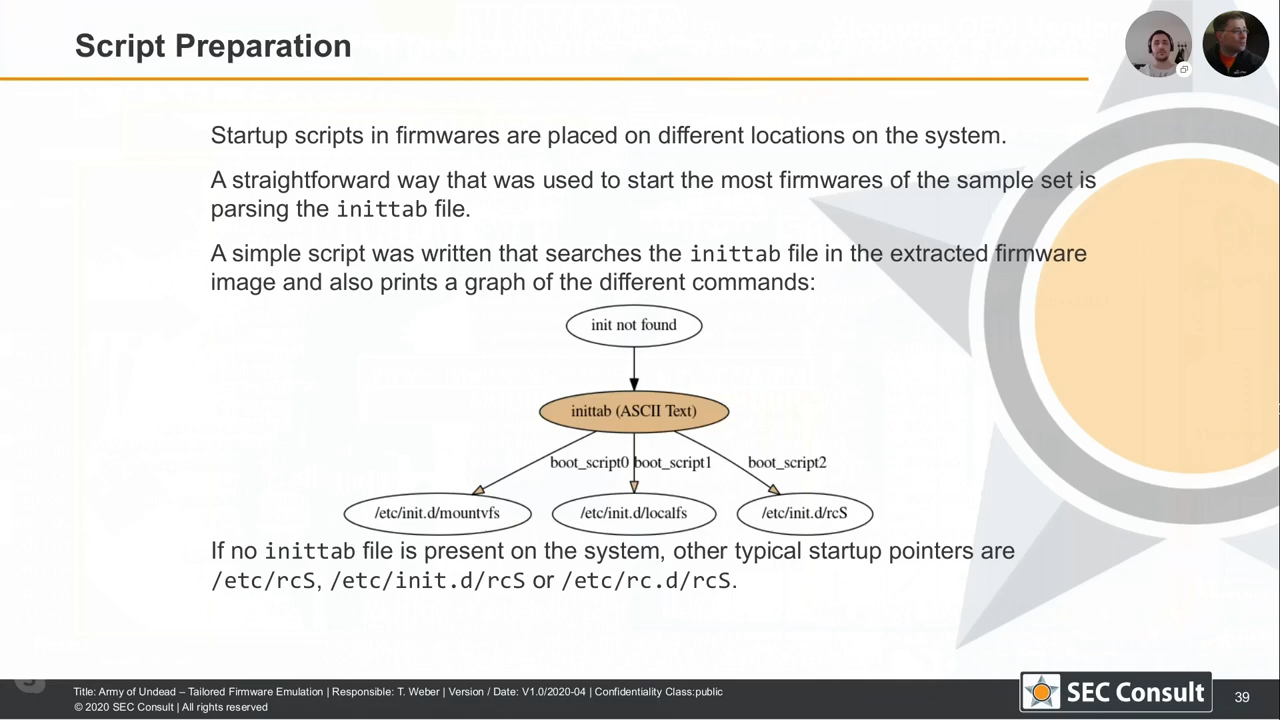 Script Preparation
Startup scripts in firmwares are placed on different locations on the system.
A straightforward way that was used to start the most firmwares of the sample set is
parsing the inittab file.
A simple script was written that searches the inittab file in the extracted firmware
image and also prints a graph of the different commands:
init not found
inittab (ASCII Text)
boot_script0 boot_script1 boot_script2
/etc/init.d/mountvfs /etc/init.d/localfs /etc/init.d/rcS
If no inittab file is present on the system, other typical startup pointers are
/etc/rcS, /etc/init.d/rcS or /etc/rc.d/rcS.
Title: Army of Undead – Tailored Firmware Emulation | Responsible: T. Weber | Version / Date: V1.0/2020-04 | Confidentiality Class:public
© 2020 SEC Consult | All rights reserved
SEC Consult
39